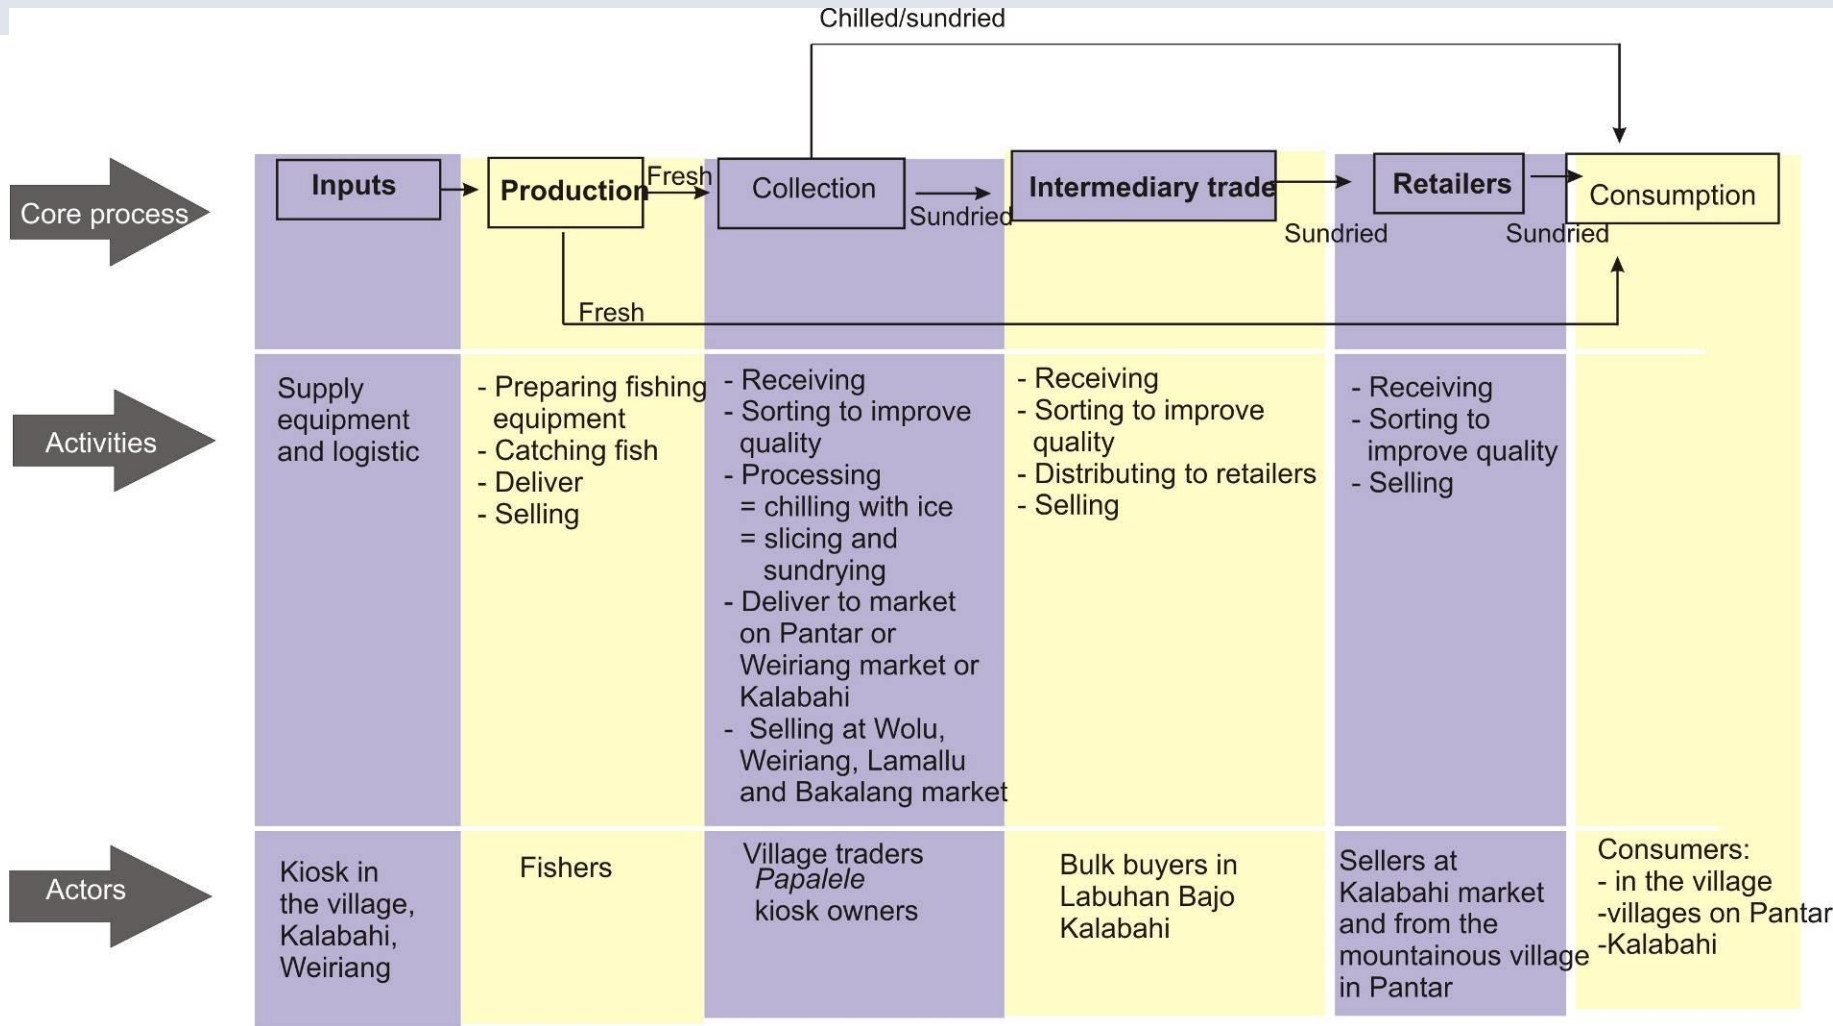 Chilled/sundried
Core process
Inputs
Production
Fresh
Collection
Sundried
Intermediary trade
Sundried
Retailers
Sundried
Consumption
Fresh
Activities
Supply
equipment
and logistic
- Preparing fishing
equipment
- Catching fish
- Deliver
- Selling
- Receiving
- Sorting to improve
quality
- Processing
= chilling with ice
= slicing and
sundrying
- Deliver to market
on Pantar or
Weiriang market or
Kalabahi
- Selling at Wolu,
Weiriang, Lamallu
and Bakalang market
- Receiving
- Sorting to improve
quality
- Distributing to retailers
- Selling
- Receiving
- Sorting to
improve quality
- Selling
Actors
Kiosk in
the village,
Kalabahi,
Weiriang
Fishers
Village traders
Papalele
kiosk owners
Bulk buyers in
Labuhan Bajo
Kalabahi
Sellers at
Kalabahi market
and from the
mountainous village
in Pantar
Consumers:
- in the village
-villages on Pantar
-Kalabahi